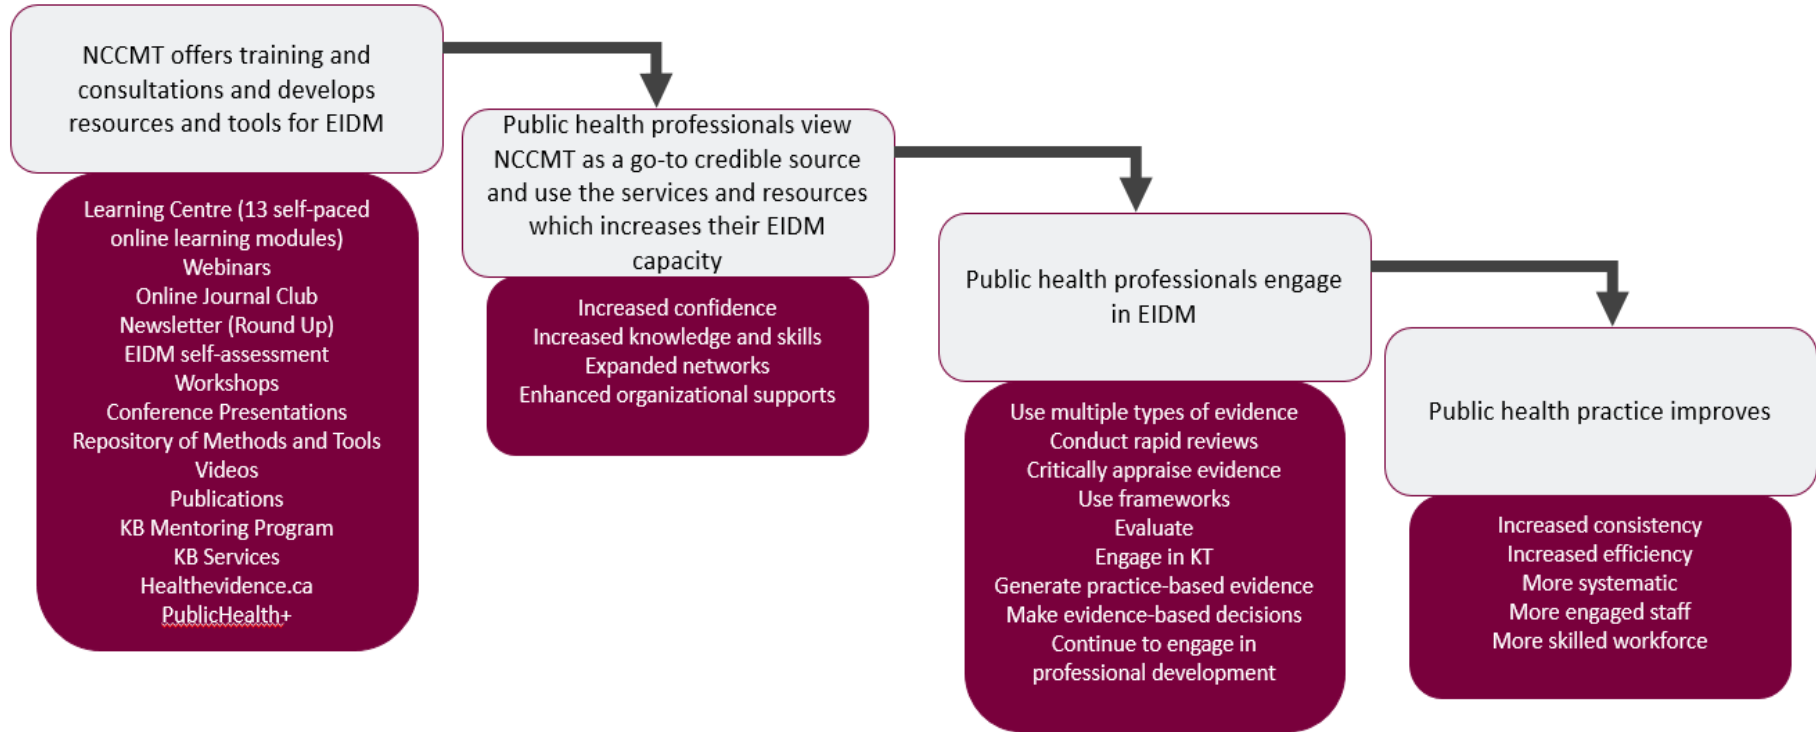 NCCMT offers training and
consultations and develops
resources and tools for EIDM
Learning Centre (13 self-paced
online learning modules)
Webinars
Online Journal Club
Newsletter (Round Up)
EIDM self-assessment
Workshops
Conference Presentations
Repository of Methods and Tools
Videos
Publications
KB Mentoring Program
KB Services
Healthevidence.ca
PublicHealth+
Public health professionals view
NCCMT as a go-to credible source
and use the services and resources
which increases their EIDM
capacity
Increased confidence
Increased knowledge and skills
Expanded networks
Enhanced organizational supports
Public health professionals engage
in EIDM
Use multiple types of evidence
Conduct rapid reviews
Critically appraise evidence
Use frameworks
Evaluate
Engage in KT
Generate practice-based evidence
Make evidence-based decisions
Continue to engage in
professional development
Public health practice improves
Increased consistency
Increased efficiency
More systematic
More engaged staff
More skilled workforce